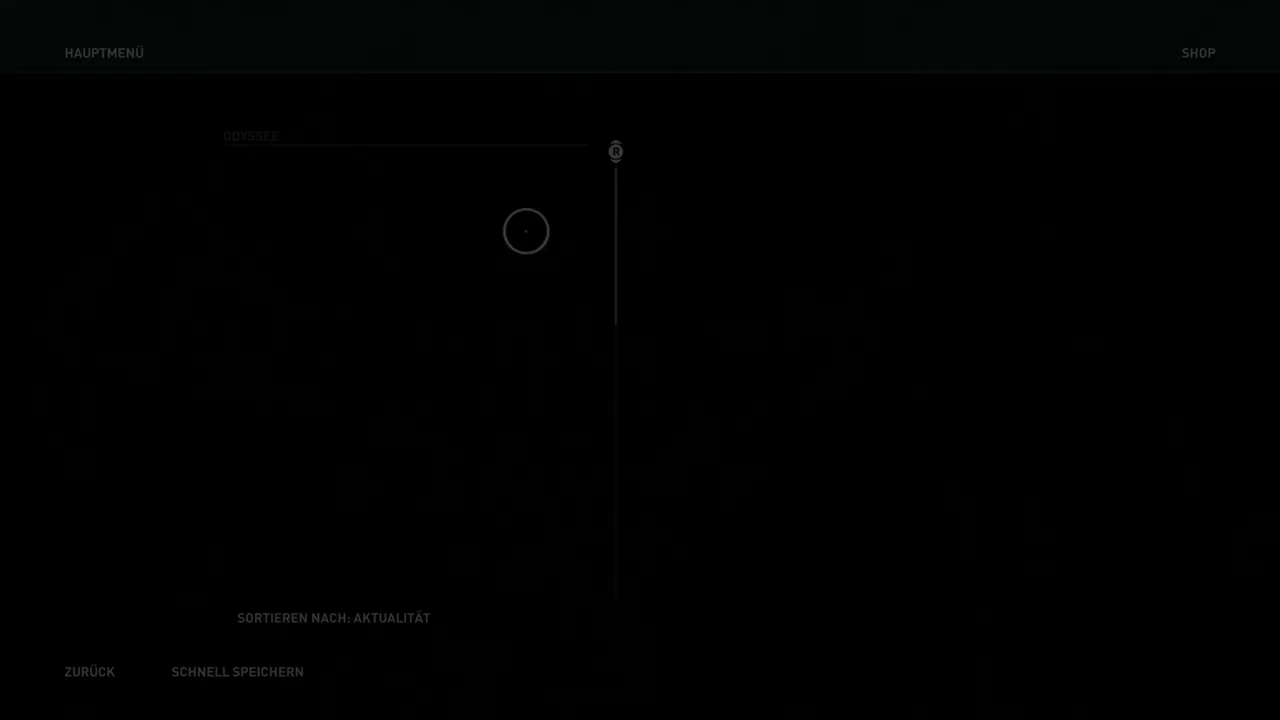 HAUPTMENÜ
SHOP
ODYSSEE
R
SORTIEREN NACH: AKTUALITÄT
ZURÜCK
SCHNELL SPEICHERN